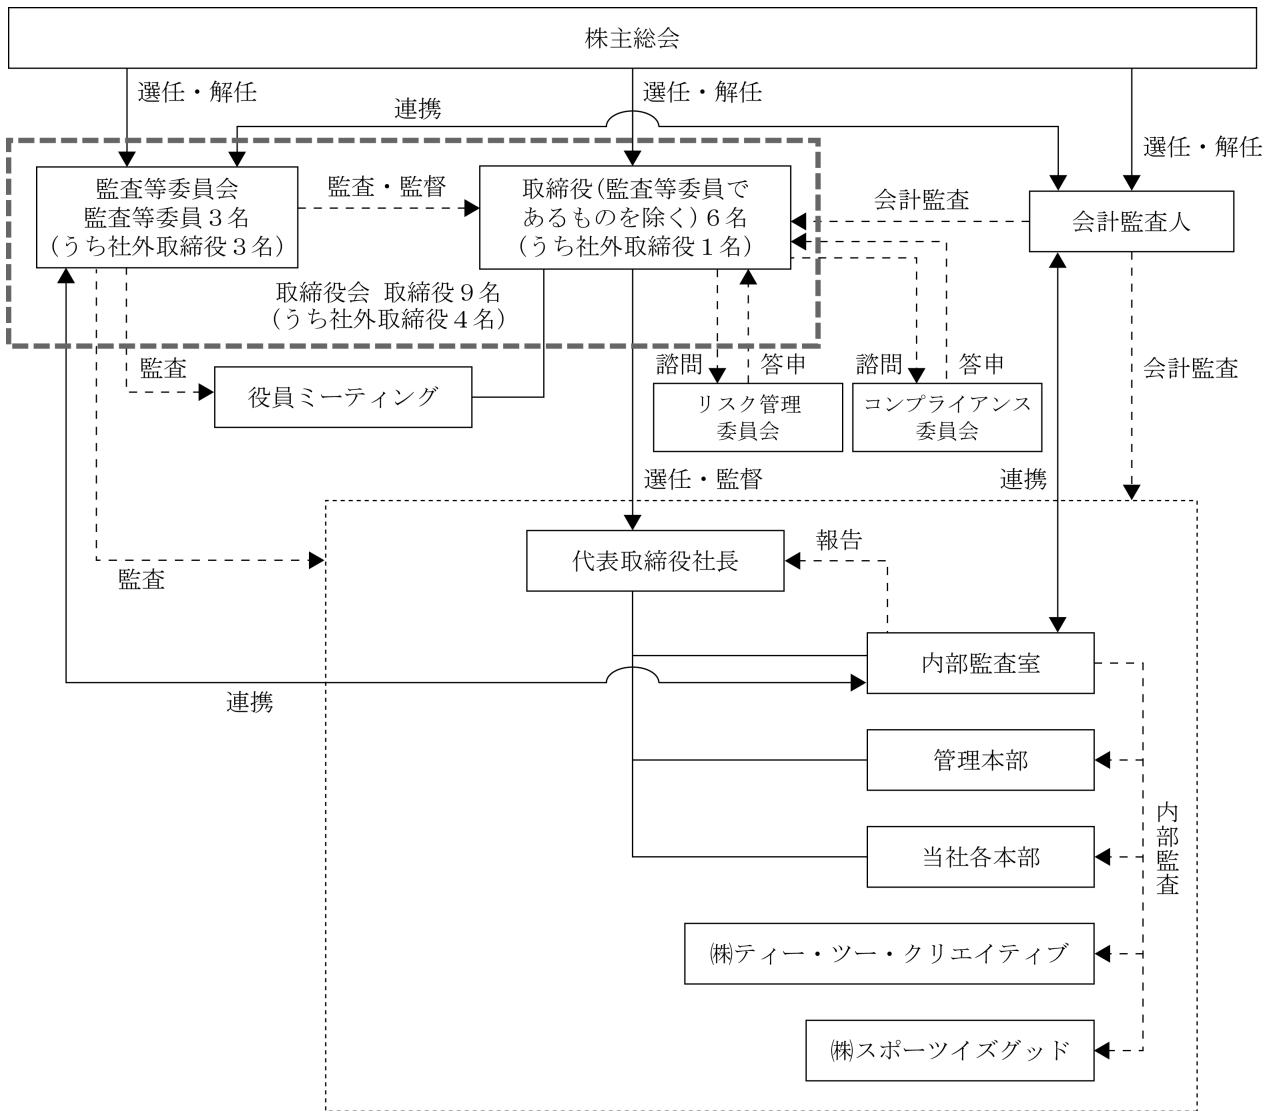 株主総会
選任・解任
選任・解任
連携
選任・解任
監査等委員会
監査等委員３名
（うち社外取締役３名）
監査・監督
取締役（監査等委員で
あるものを除く）６名
（うち社外取締役１名）
会計監査
会計監査人
取締役会 取締役９名
（うち社外取締役４名）
監査
役員ミーティング
諮問
答申
諮問
答申
会計監査
リスク管理
委員会
コンプライアンス
委員会
選任・監督
連携
代表取締役社長
報告
監査
内部監査室
連携
管理本部
内部監査
当社各本部
㈱ティー・ツー・クリエイティブ
㈱スポーツイズグッド